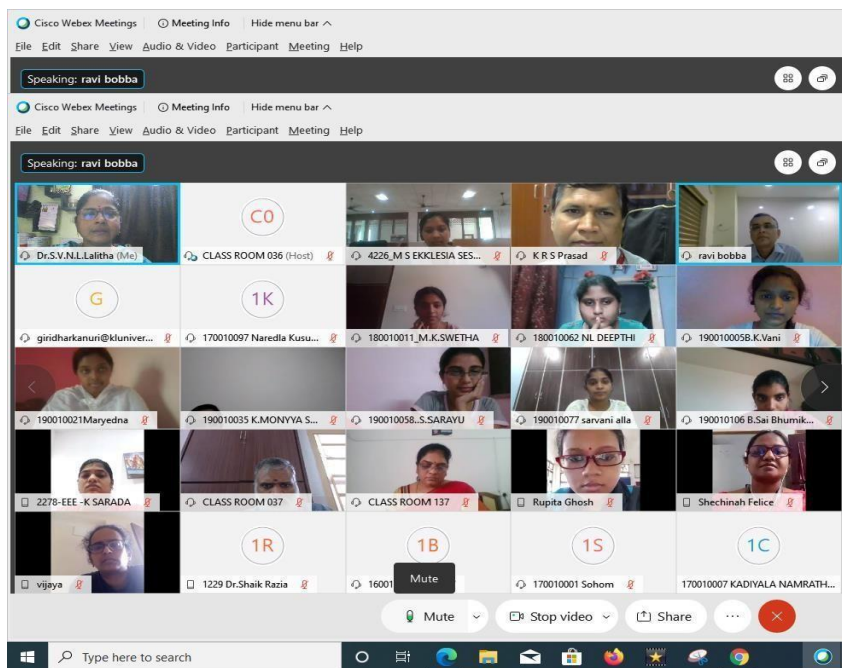 Cisco Webex Meetings Meeting Info Hide menu bar
File Edit Share View Audio & Video Participant Meeting Help
Speaking: ravi bobba
Cisco Webex Meetings Meeting Info Hide menu bar
File Edit Share View Audio & Video Participant Meeting Help
Speaking: ravi bobba
C0
Dr.S.V.N.L.Lalitha (Me) CLASS ROOM 036 (Host) 4226_M S EKKLESIA SES... K R S Prasad ravi bobba
G 1K
giridharkanuri@kluniver... 170010097 Naredla Kusu... 180010011_M.K.SWETHA 180010062 NL DEEPTHI 190010005B.K.Vani
190010021Maryedna 190010035 K.MONYYA S... 190010058..S.SARAYU 190010077 sarvani alla 190010106 B.Sai Bhumik...
2278-EEE -K SARADA CLASS ROOM 037 CLASS ROOM 137 Rupita Ghosh Shechinah Felice
1R 1B 1S 1C
vijaya 1229 Dr.Shaik Razia 16001 Mute 170010001 Sohom 170010007 KADIYALA NAMRATH...
Mute Stop video Share
Type here to search